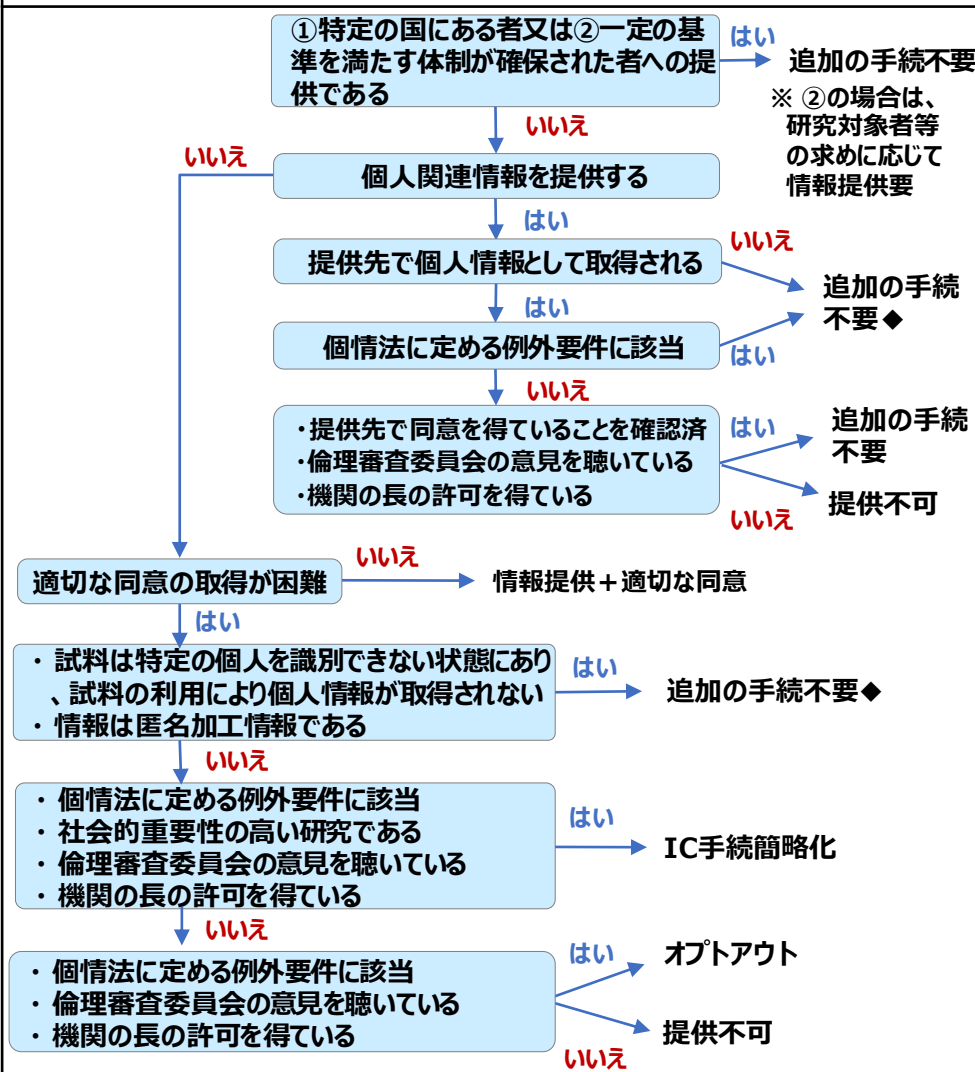 ①特定の国にある者又は②一定の基
準を満たす体制が確保された者への提
供である
はい
追加の手続不要
※ ②の場合は、
研究対象者等
の求めに応じて
情報提供要
いいえ
いいえ
個人関連情報を提供する
はい
提供先で個人情報として取得される
いいえ
追加の手続
不要◆
はい
個情法に定める例外要件に該当
はい
いいえ
・提供先で同意を得ていることを確認済
・倫理審査委員会の意見を聴いている
・機関の長の許可を得ている
はい
追加の手続
不要
提供不可
いいえ
適切な同意の取得が困難
いいえ
情報提供＋適切な同意
はい
・ 試料は特定の個人を識別できない状態にあり
、試料の利用により個人情報が取得されない
・ 情報は匿名加工情報である
はい
追加の手続不要◆
いいえ
・ 個情法に定める例外要件に該当
・ 社会的重要性の高い研究である
・ 倫理審査委員会の意見を聴いている
・ 機関の長の許可を得ている
はい
IC手続簡略化
いいえ
・ 個情法に定める例外要件に該当
・ 倫理審査委員会の意見を聴いている
・ 機関の長の許可を得ている
はい
オプトアウト
提供不可
いいえ